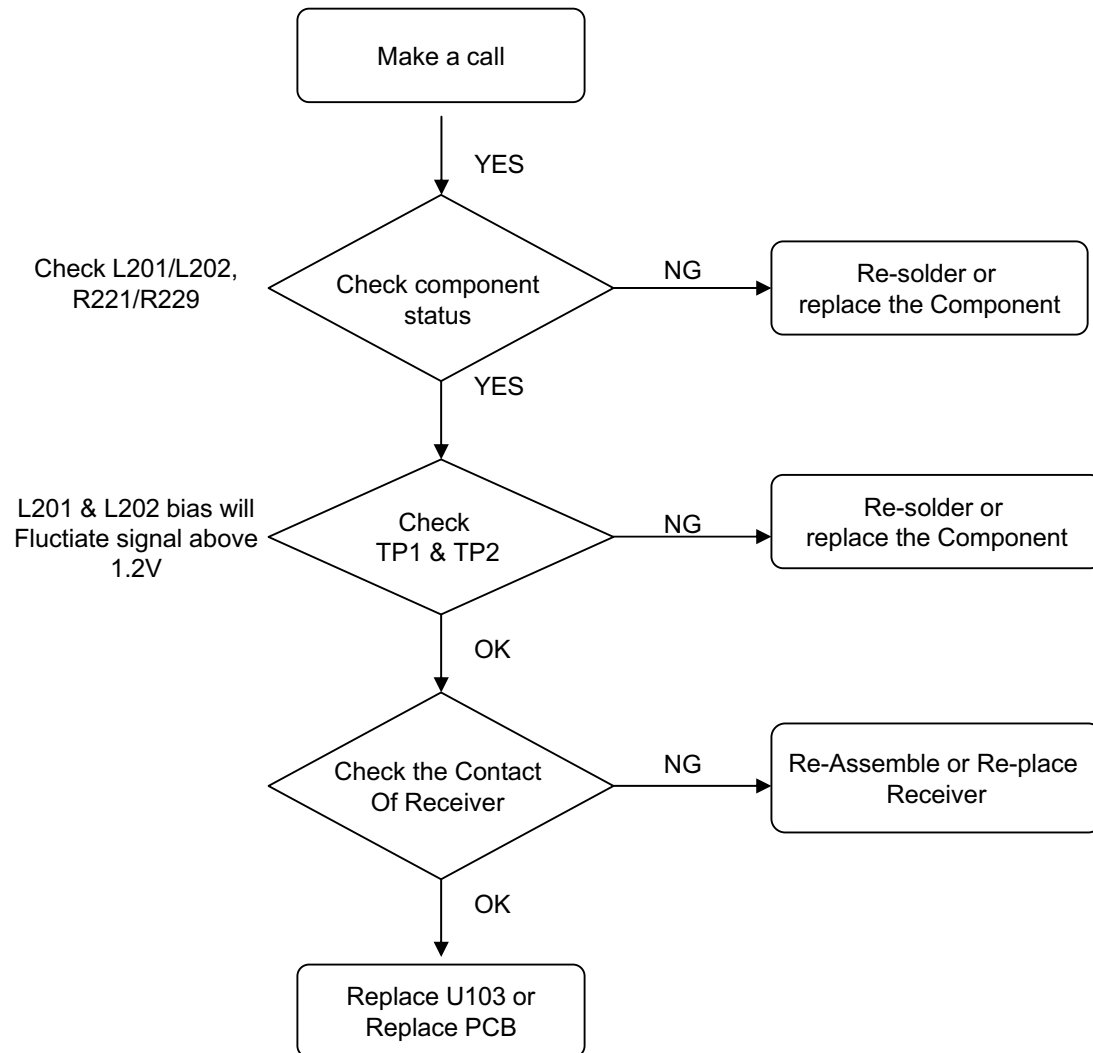 Make a call
YES
Check L201/L202,
R221/R229
Check component
status
NG
Re-solder or
replace the Component
YES
L201 & L202 bias will
Fluctiate signal above
1.2V
Check
TP1 & TP2
NG
Re-solder or
replace the Component
OK
Check the Contact
Of Receiver
NG
Re-Assemble or Re-place
Receiver
OK
Replace U103 or
Replace PCB